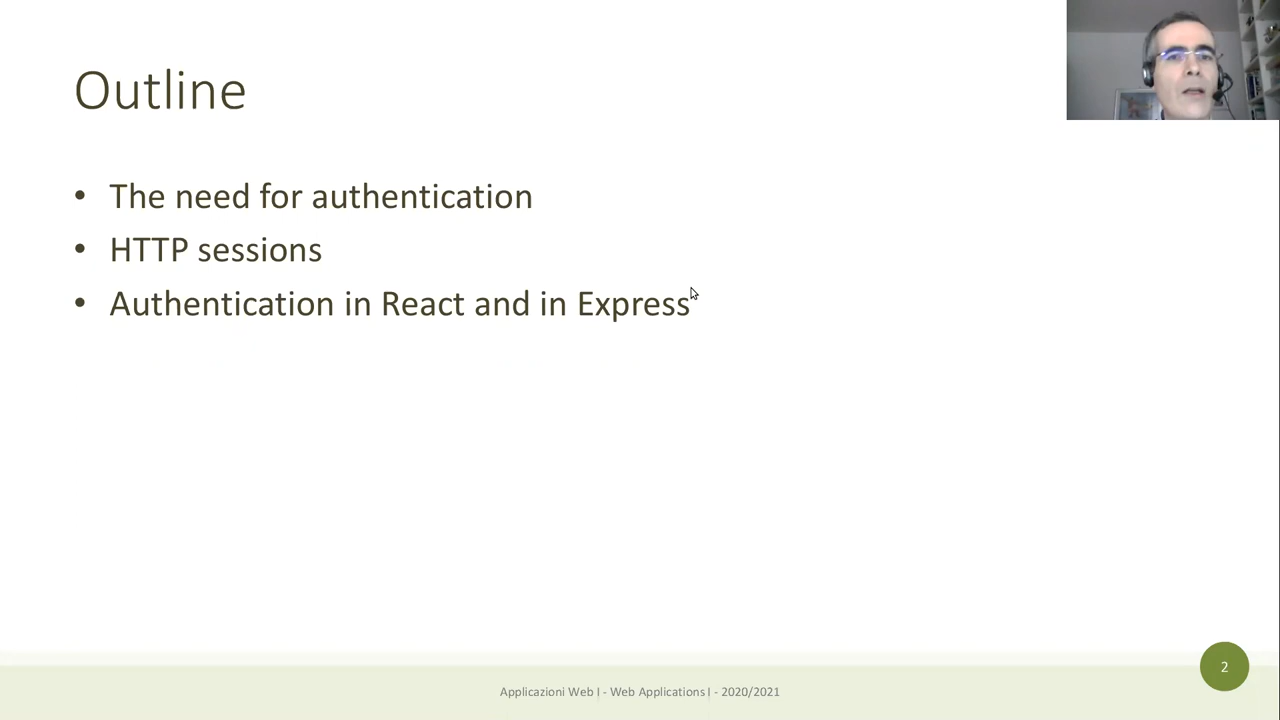 Outline
• The need for authentication
• HTTP sessions
• Authentication in React and in Express
2
Applicazioni Web I - Web Applications I - 2020/2021